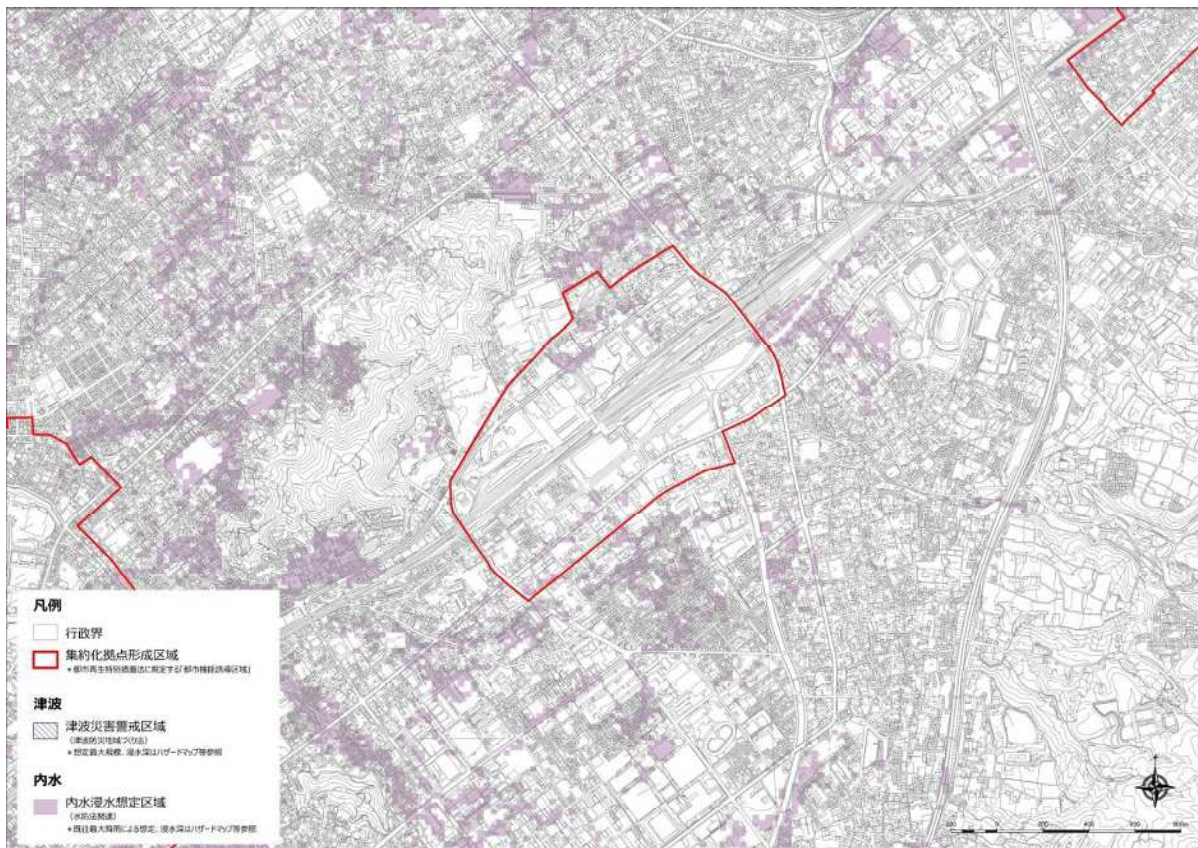 凡例
行政界
集約化拠点形成区域
*都市再生特別措置法に規定する「都市機能誘導区域」
津波
津波災害警戒区域
(津波防災地域づくり法)
*想定最大規模、浸水深はハザードマップ等参照
内水
内水浸水想定区域
(水防法関連)
*既往最大降雨による想定、浸水深はハザードマップ等参照
200 0 200 400 600 800m